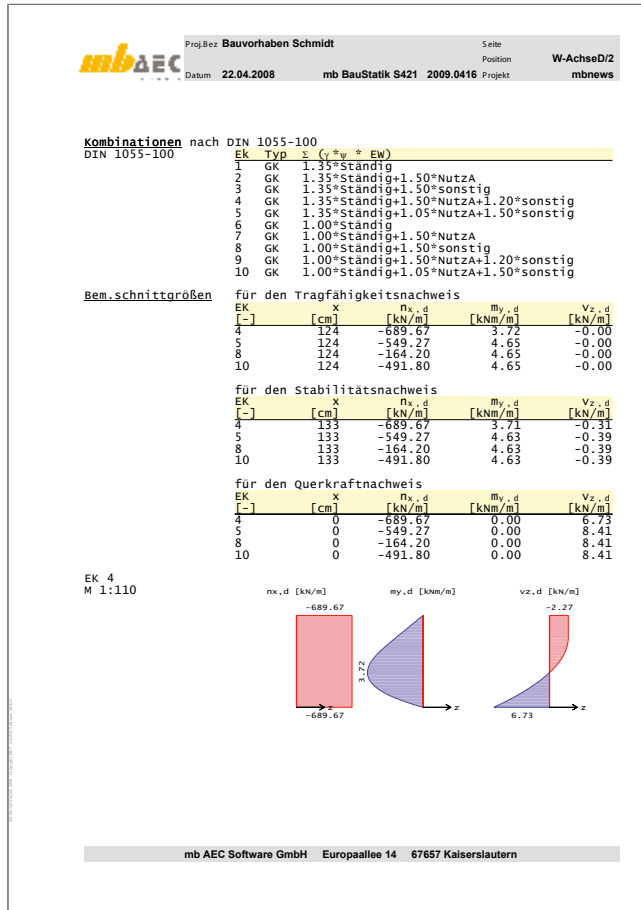 mb AEC
Proj.Bez Bauvorhaben Schmidt Seite
Position W-AchseD/2
Datum 22.04.2008 mb BauStatik S421 2009.0416 Projekt mbnews
Kombinationen nach DIN 1055-100
DIN 1055-100 Ek Typ Σ (γ*ψ * EW)
1 GK 1.35*Ständig
2 GK 1.35*Ständig+1.50*NutzA
3 GK 1.35*Ständig+1.50*sonstig
4 GK 1.35*Ständig+1.50*NutzA+1.20*sonstig
5 GK 1.35*Ständig+1.05*NutzA+1.50*sonstig
6 GK 1.00*Ständig
7 GK 1.00*Ständig+1.50*NutzA
8 GK 1.00*Ständig+1.50*sonstig
9 GK 1.00*Ständig+1.50*NutzA+1.20*sonstig
10 GK 1.00*Ständig+1.05*NutzA+1.50*sonstig
Bem.schnittgrößen für den Tragfähigkeitsnachweis
EK x nx,d my,d vz,d
[-] [cm] [kN/m] [kNm/m] [kN/m]
4 124 -689.67 3.72 -0.00
5 124 -549.27 4.65 -0.00
8 124 -164.20 4.65 -0.00
10 124 -491.80 4.65 -0.00
für den Stabilitätsnachweis
EK x nx,d my,d vz,d
[-] [cm] [kN/m] [kNm/m] [kN/m]
4 133 -689.67 3.71 -0.31
5 133 -549.27 4.63 -0.39
8 133 -164.20 4.63 -0.39
10 133 -491.80 4.63 -0.39
für den Querkraftnachweis
EK x nx,d my,d vz,d
[-] [cm] [kN/m] [kNm/m] [kN/m]
4 0 -689.67 0.00 6.73
5 0 -549.27 0.00 8.41
8 0 -164.20 0.00 8.41
10 0 -491.80 0.00 8.41
EK 4
M 1:110 nx,d [kN/m] my,d [kNm/m] vz,d [kN/m]
-689.67 -2.27
3.72
z z z
-689.67 6.73
mb AEC Software GmbH Europaallee 14 67657 Kaiserslautern